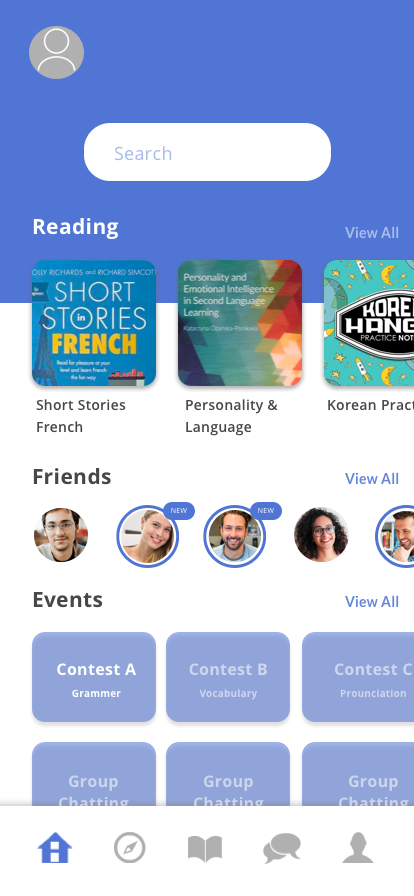 Search
Reading
View All
OLLY RICHARDS AND RICHARD SIMCOTT
SHORT
STORIES
in
FRENCH
Read for pleasure at your
level and learn French
the fun way
Personality and
Emotional Intelligence
in Second Language
Learning
Katarzyna Ożańska-Ponikwia
KORE
HANG
PRACTICE NOT
Short Stories
French
Personality &
Language
Korean Pract
Friends
View All
NEW
NEW
Events
View All
Contest A
Grammer
Contest B
Vocabulary
Contest C
Prounciation
Group
Chatting
Group
Chatting
Group
Chatting